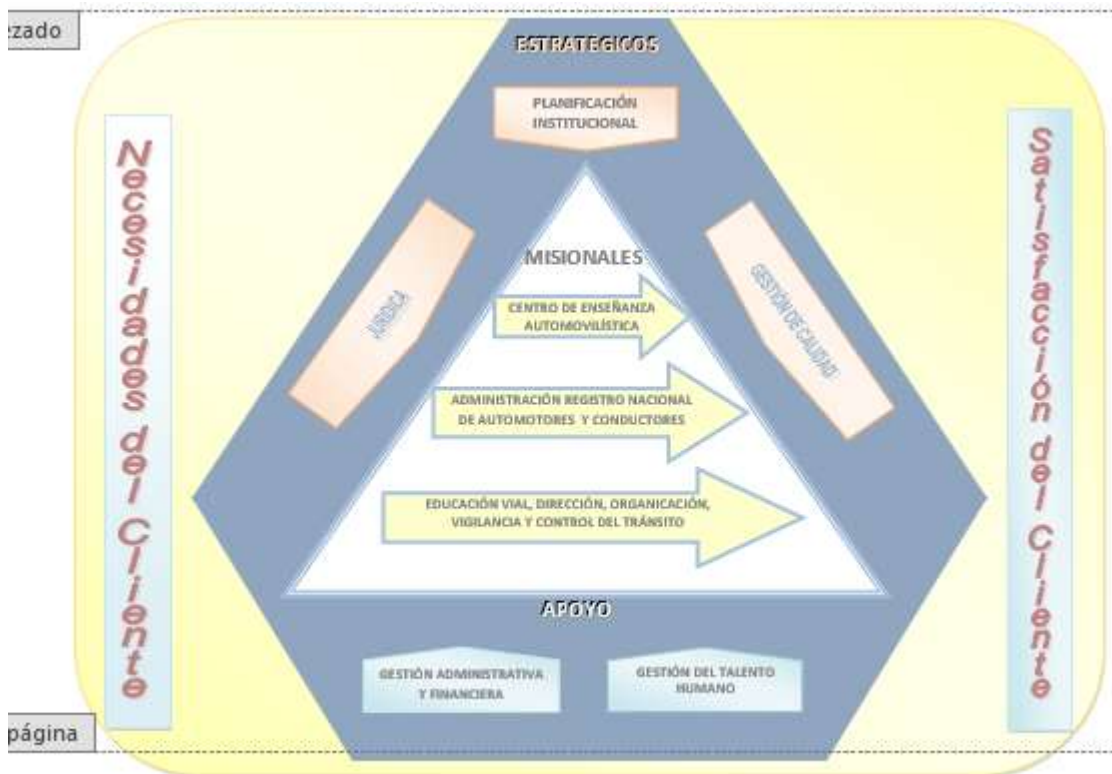 ezado
ESTRATEGICOS
PLANIFICACIÓN
INSTITUCIONAL
Necesidades del Cliente
JURIDICA
GESTIÓN DE CALIDAD
Satisfacción del Cliente
MISIONALES
CENTRO DE ENSEÑANZA
AUTOMOVILÍSTICA
ADMINISTRACIÓN REGISTRO NACIONAL
DE AUTOMOTORES Y CONDUCTORES
EDUCACIÓN VIAL, DIRECCIÓN, ORGANICACIÓN,
VIGILANCIA Y CONTROL DEL TRÁNSITO
APOYO
GESTIÓN ADMINISTRATIVA
Y FINANCIERA
GESTIÓN DEL TALENTO
HUMANO
página